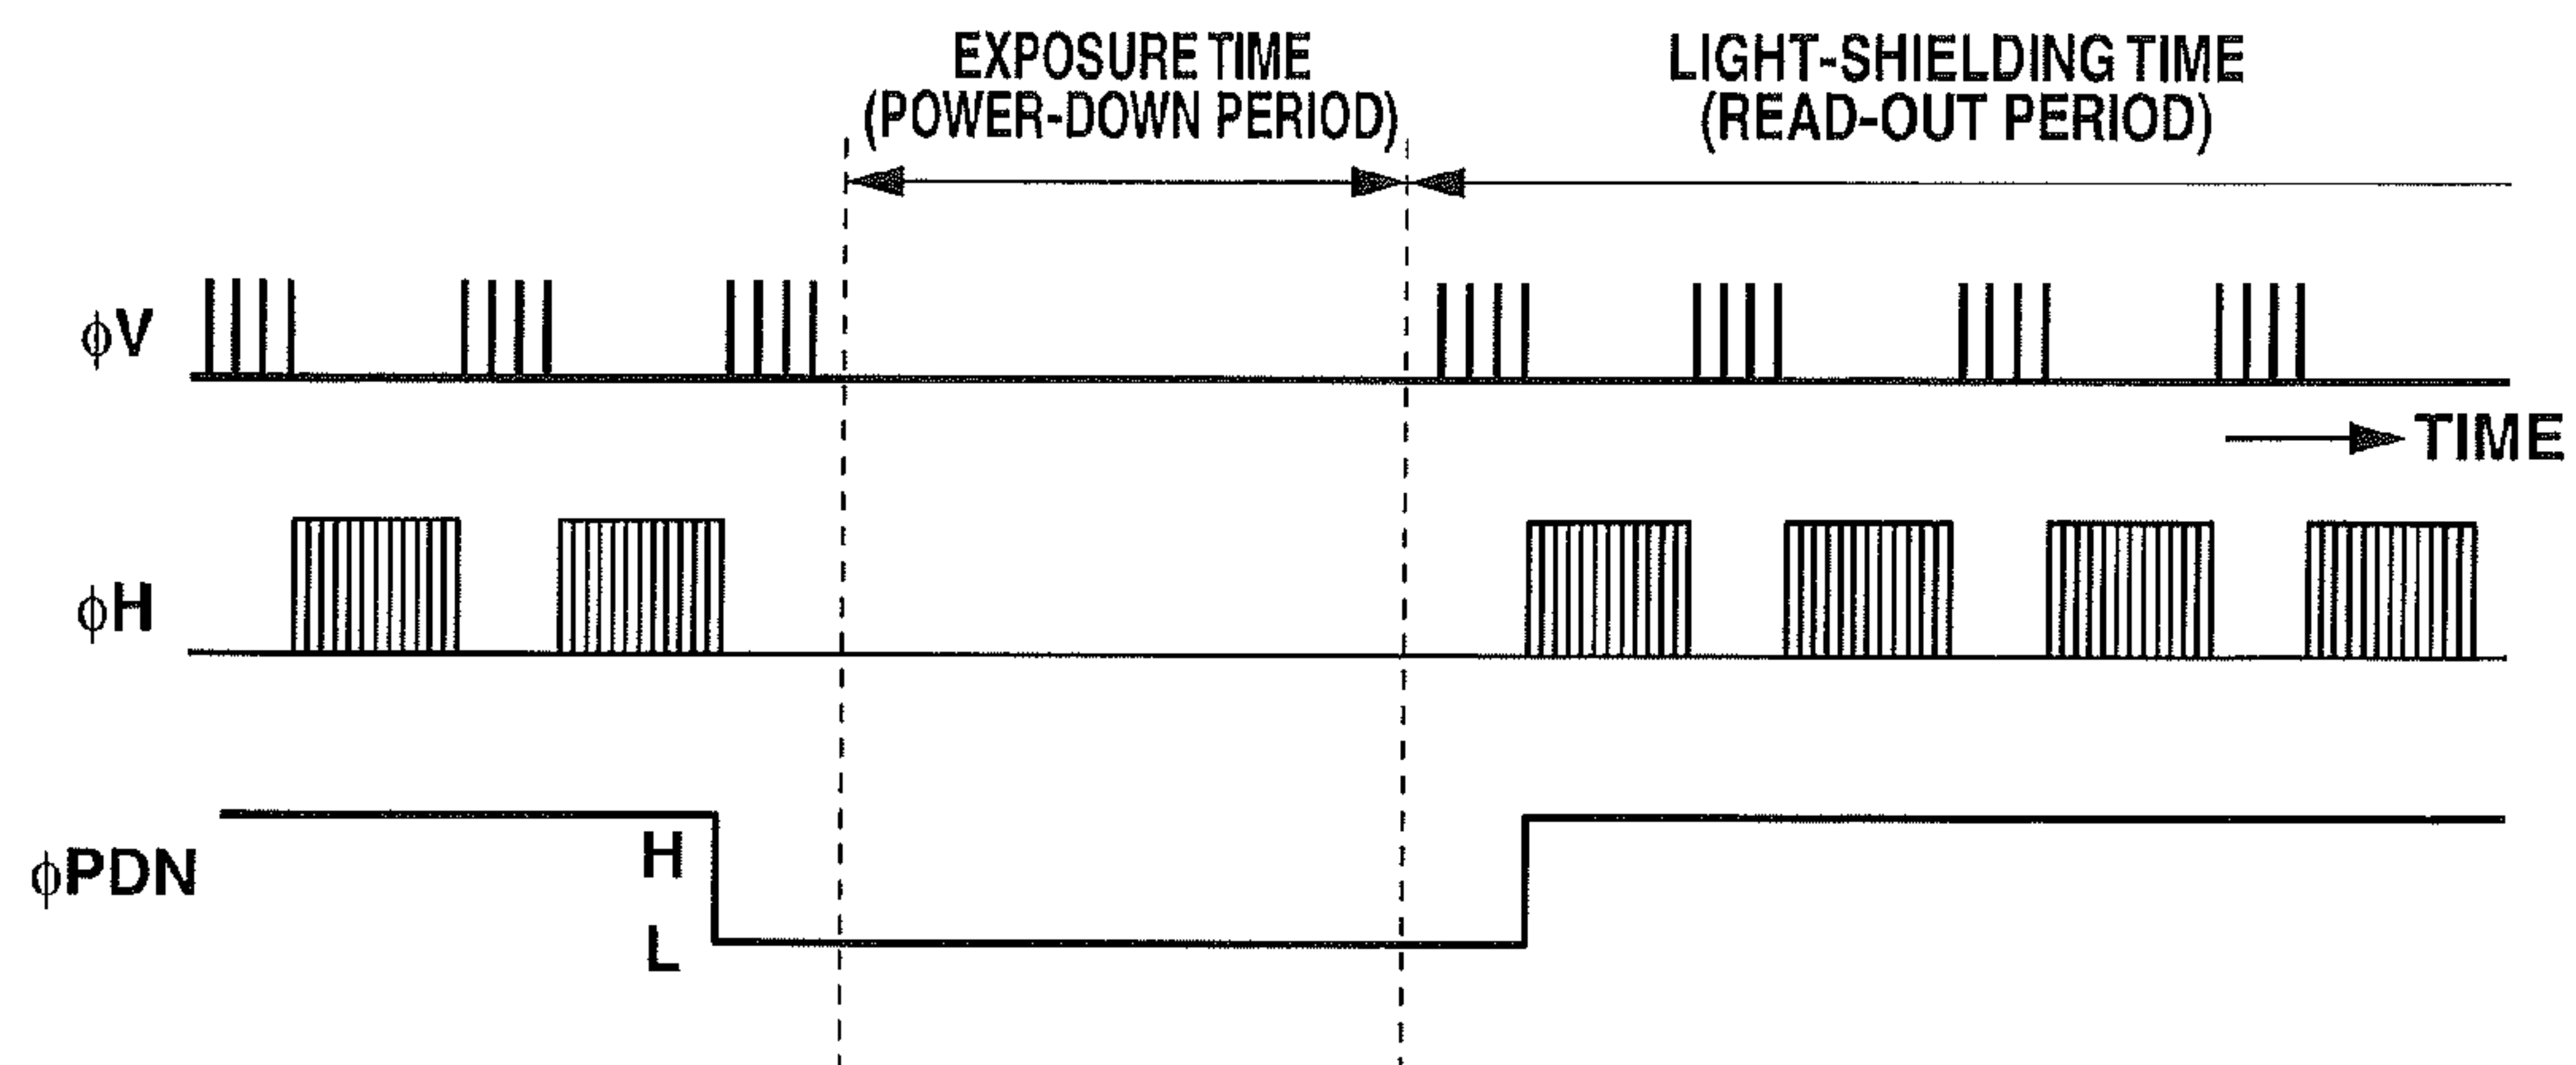 EXPOSURE TIME
(POWER-DOWN PERIOD)
LIGHT-SHIELDING TIME
(READ-OUT PERIOD)
ϕV
TIME
ϕH
ϕPDN
H
L